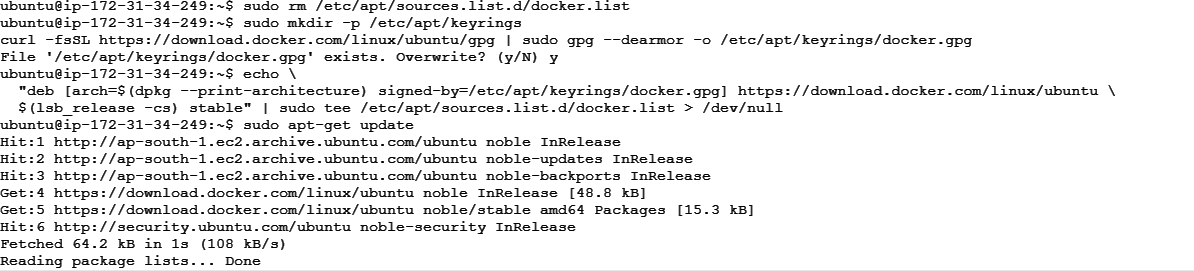 ubuntu@ip-172-31-34-249:~$ sudo rm /etc/apt/sources.list.d/docker.list
ubuntu@ip-172-31-34-249:~$ sudo mkdir -p /etc/apt/keyrings
curl -fsSL https://download.docker.com/linux/ubuntu/gpg | sudo gpg --dearmor -o /etc/apt/keyrings/docker.gpg
File '/etc/apt/keyrings/docker.gpg' exists. Overwrite? (y/N) y
ubuntu@ip-172-31-34-249:~$ echo \
  "deb [arch=$(dpkg --print-architecture) signed-by=/etc/apt/keyrings/docker.gpg] https://download.docker.com/linux/ubuntu \
  $(lsb_release -cs) stable" | sudo tee /etc/apt/sources.list.d/docker.list > /dev/null
ubuntu@ip-172-31-34-249:~$ sudo apt-get update
Hit:1 http://ap-south-1.ec2.archive.ubuntu.com/ubuntu noble InRelease
Hit:2 http://ap-south-1.ec2.archive.ubuntu.com/ubuntu noble-updates InRelease
Hit:3 http://ap-south-1.ec2.archive.ubuntu.com/ubuntu noble-backports InRelease
Get:4 https://download.docker.com/linux/ubuntu noble InRelease [48.8 kB]
Get:5 https://download.docker.com/linux/ubuntu noble/stable amd64 Packages [15.3 kB]
Hit:6 http://security.ubuntu.com/ubuntu noble-security InRelease
Fetched 64.2 kB in 1s (108 kB/s)
Reading package lists... Done